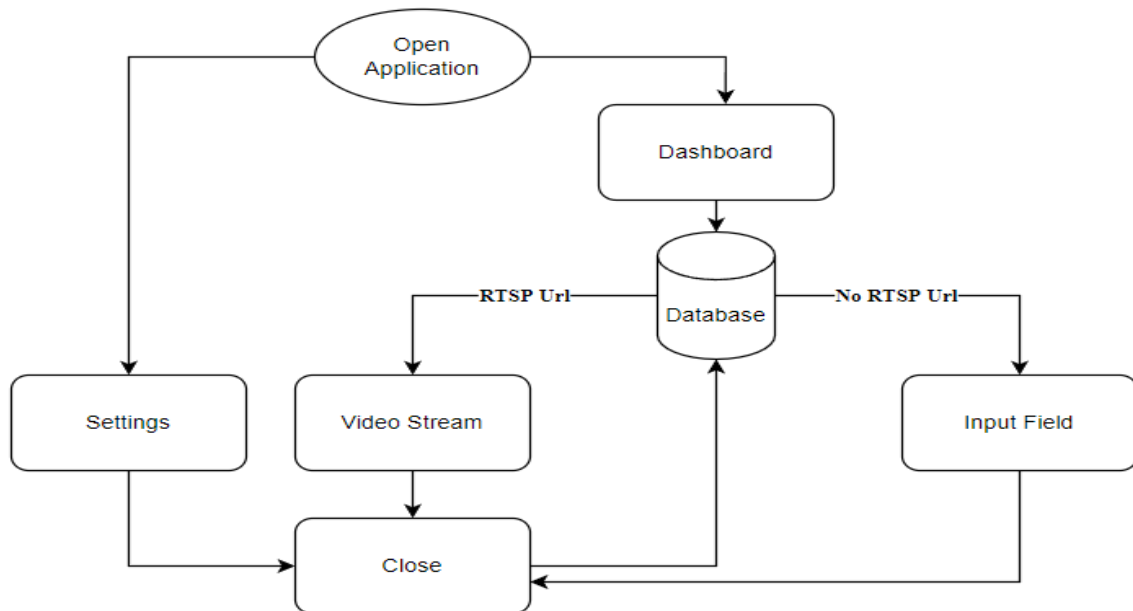 Open
Application
Dashboard
RTSP Url
No RTSP Url
Database
Settings
Video Stream
Input Field
Close